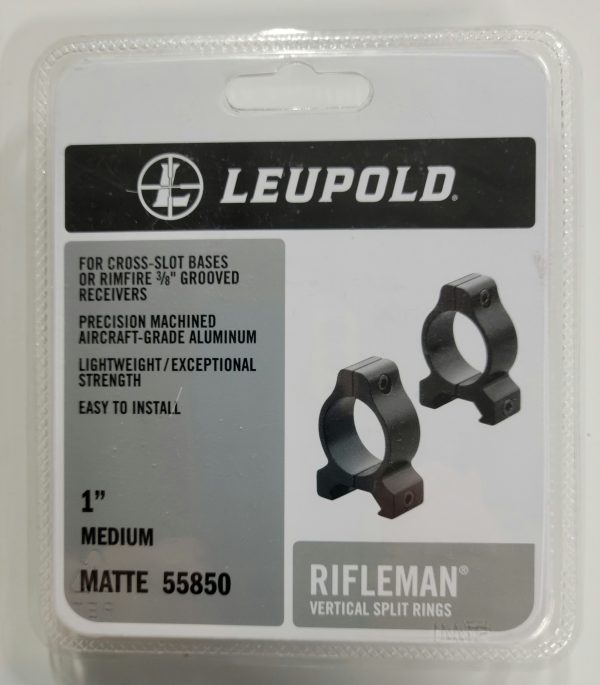 LEUPOLD®
FOR CROSS-SLOT BASES
OR RIMFIRE 3/8" GROOVED
RECEIVERS
PRECISION MACHINED
AIRCRAFT-GRADE ALUMINUM
LIGHTWEIGHT/EXCEPTIONAL
STRENGTH
EASY TO INSTALL
1”
MEDIUM
MATTE 55850
RIFLEMAN®
VERTICAL SPLIT RINGS